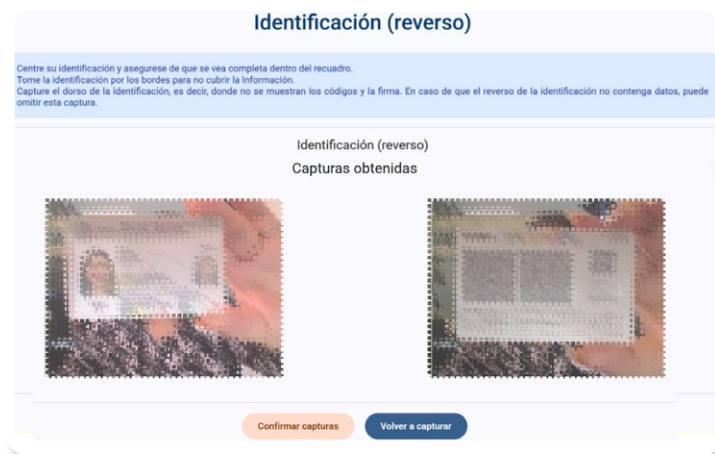 Identificación (reverso)
Centre su identificación y asegurese de que se vea completa dentro del recuadro.
Tome la identificación por los bordes para no cubrir la Información.
Capture el dorso de la identificación, es decir, donde no se muestran los códigos y la firma. En caso de que el reverso de la identificación no contenga datos, puede
omitir esta captura.
Identificación (reverso)
Capturas obtenidas
Confirmar capturas
Volver a capturar